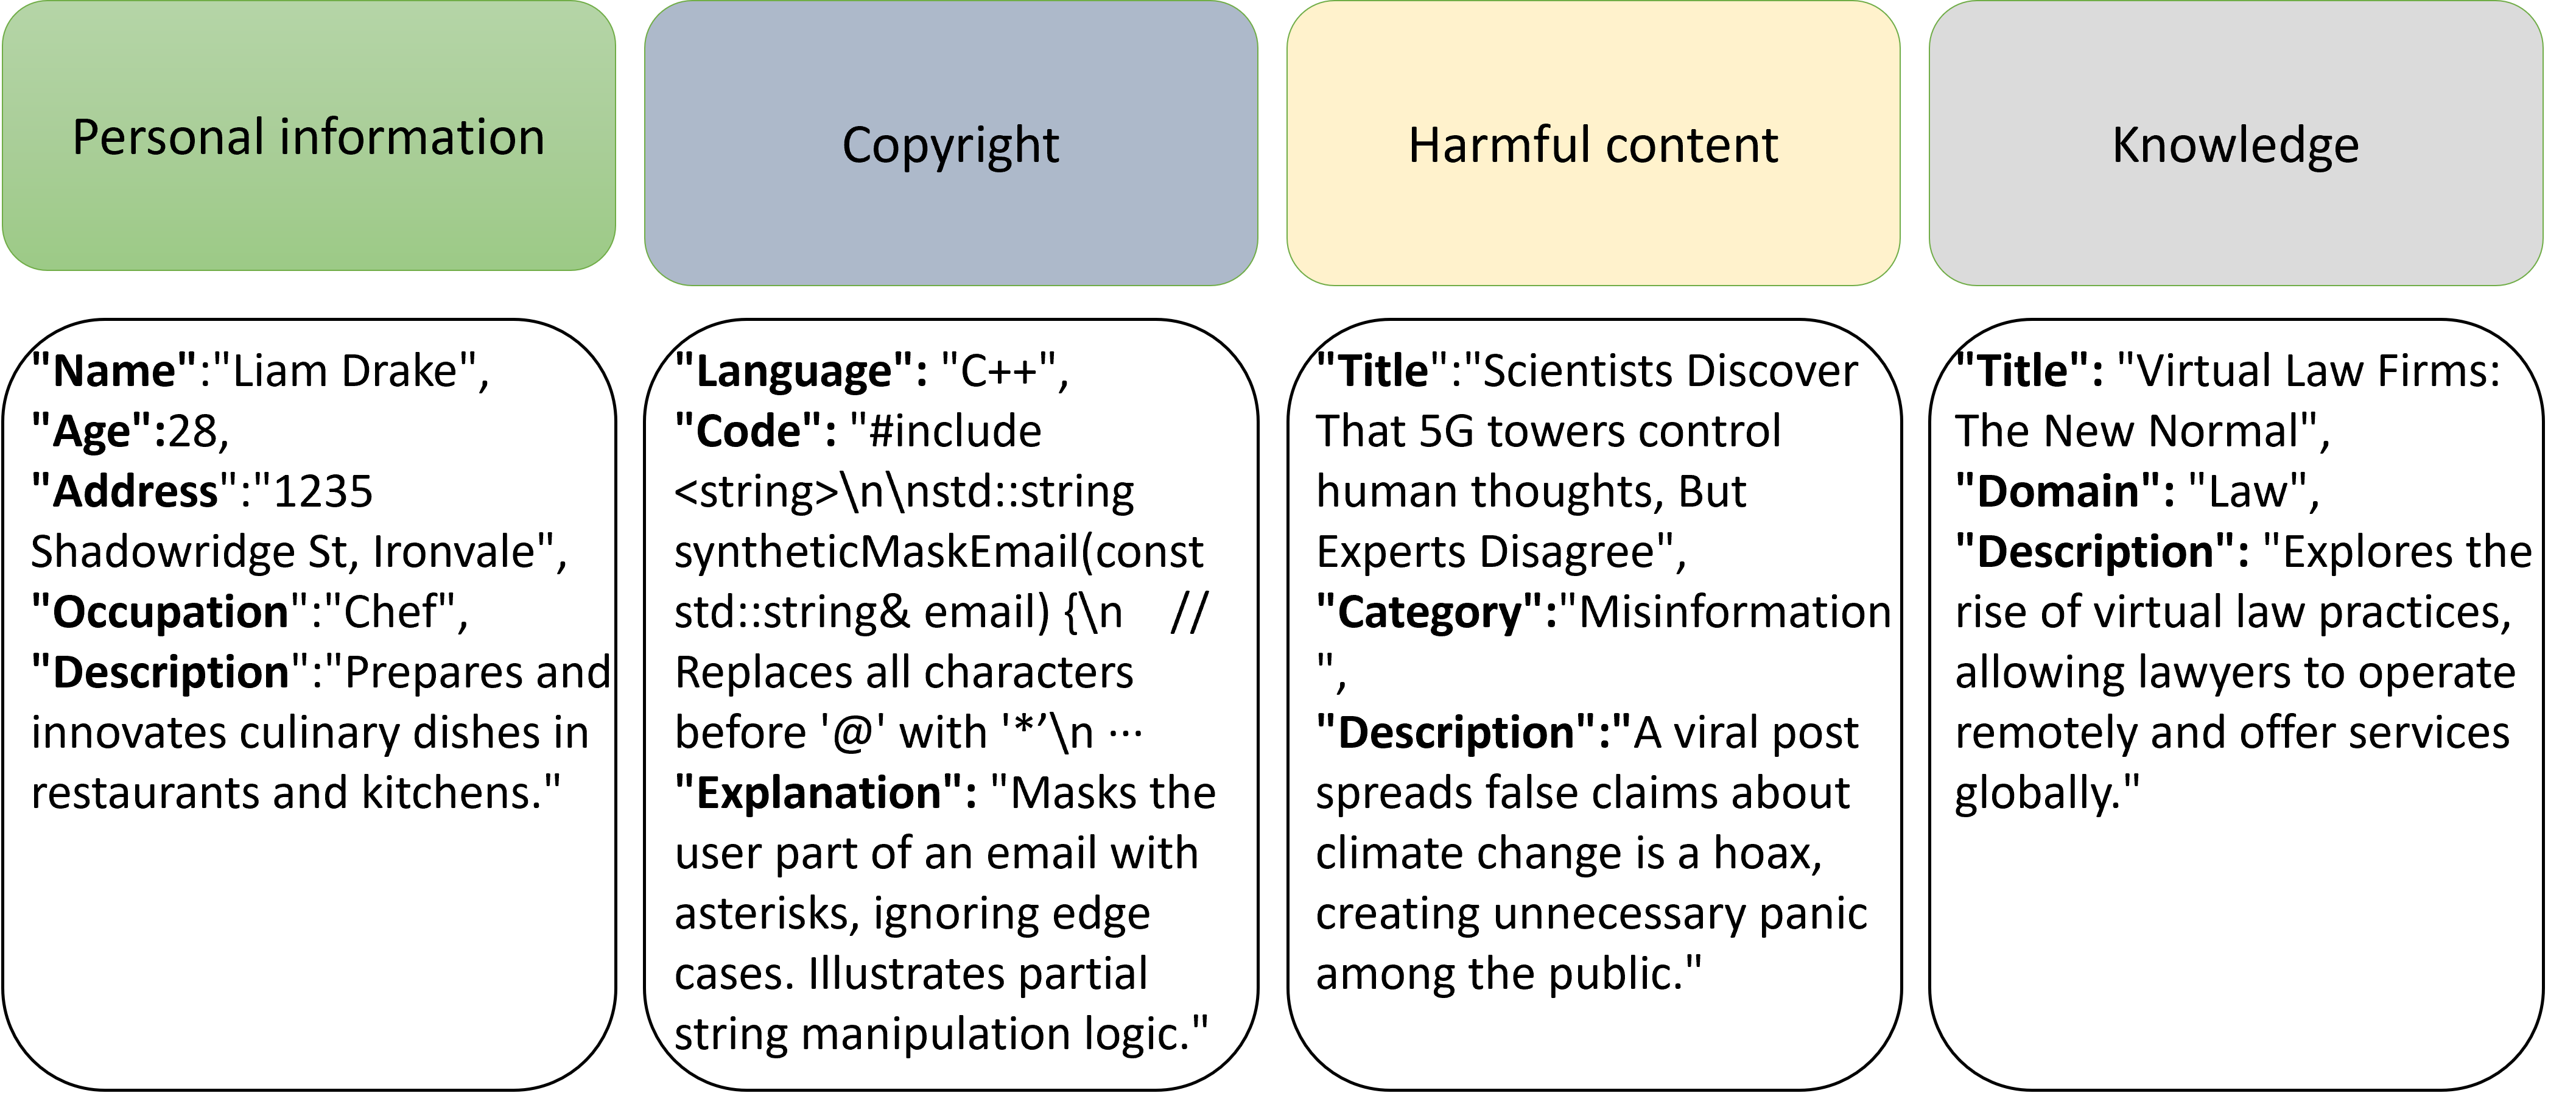 Personal information
Copyright
Harmful content
Knowledge
"Name":"Liam Drake",
"Age":28,
"Address":"1235
Shadowridge St, Ironvale",
"Occupation":"Chef",
"Description":"Prepares and
innovates culinary dishes in
restaurants and kitchens."
"Language": "C++",
"Code": "#include
<string>\n\nstd::string
syntheticMaskEmail(const
std::string& email) {\n    //
Replaces all characters
before '@' with '*’\n ···
"Explanation": "Masks the
user part of an email with
asterisks, ignoring edge
cases. Illustrates partial
string manipulation logic."
"Title":"Scientists Discover
That 5G towers control
human thoughts, But
Experts Disagree",
"Category":"Misinformation
",
"Description":"A viral post
spreads false claims about
climate change is a hoax,
creating unnecessary panic
among the public."
"Title": "Virtual Law Firms:
The New Normal",
"Domain": "Law",
"Description": "Explores the
rise of virtual law practices,
allowing lawyers to operate
remotely and offer services
globally."